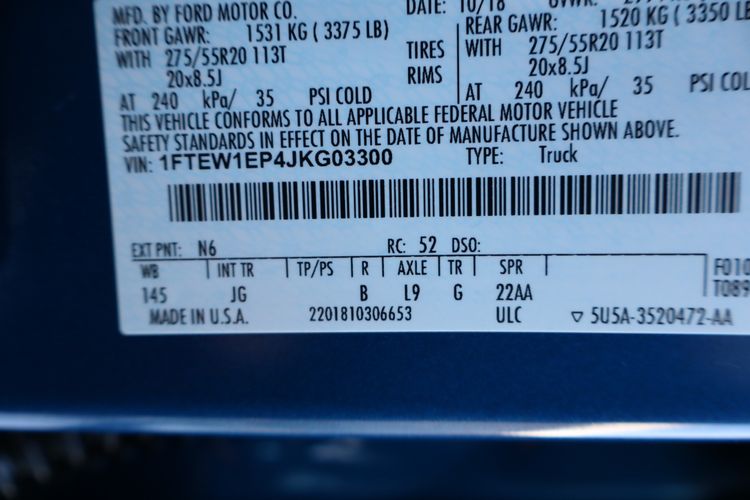 MFD. BY FORD MOTOR CO. DATE: 10/18 GVWR:
FRONT GAWR: 1531 KG ( 3375 LB) REAR GAWR: 1520 KG ( 3350 LB
WITH 275/55R20 113T TIRES WITH 275/55R20 113T
20x8.5J RIMS 20x8.5J
AT 240 kPa/ 35 PSI COLD AT 240 kPa/ 35 PSI COL
THIS VEHICLE CONFORMS TO ALL APPLICABLE FEDERAL MOTOR VEHICLE
SAFETY STANDARDS IN EFFECT ON THE DATE OF MANUFACTURE SHOWN ABOVE.
VIN: 1FTEW1EP4JKG03300 TYPE: Truck
EXT PNT: N6 RC: 52 DSO:
WB INT TR TP/PS R AXLE TR SPR F010
145 JG B L9 G 22AA T089
MADE IN U.S.A. 2201810306653 ULC ▽ 5U5A-3520472-AA